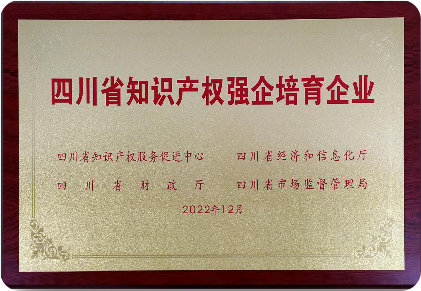 四川省知识产权强企培育企业
四川省知识产权服务促进中心 四川省经济和信息化厅
四川省财政厅 四川省市场监督管理局
2022年12月